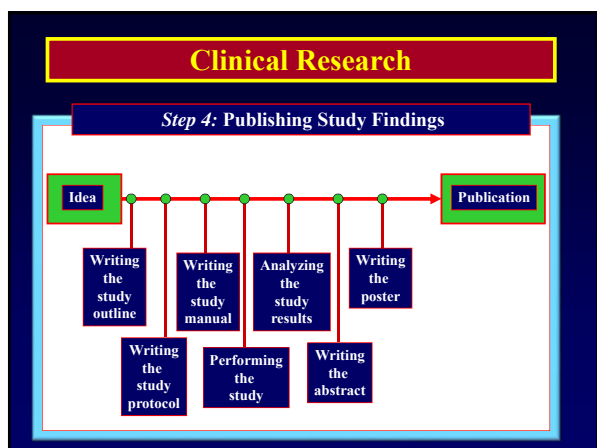 Clinical Research
Step 4: Publishing Study Findings
Idea
Publication
Writing
the
study
outline
Writing
the
study
protocol
Writing
the
study
manual
Performing
the
study
Analyzing
the
study
results
Writing
the
abstract
Writing
the
poster